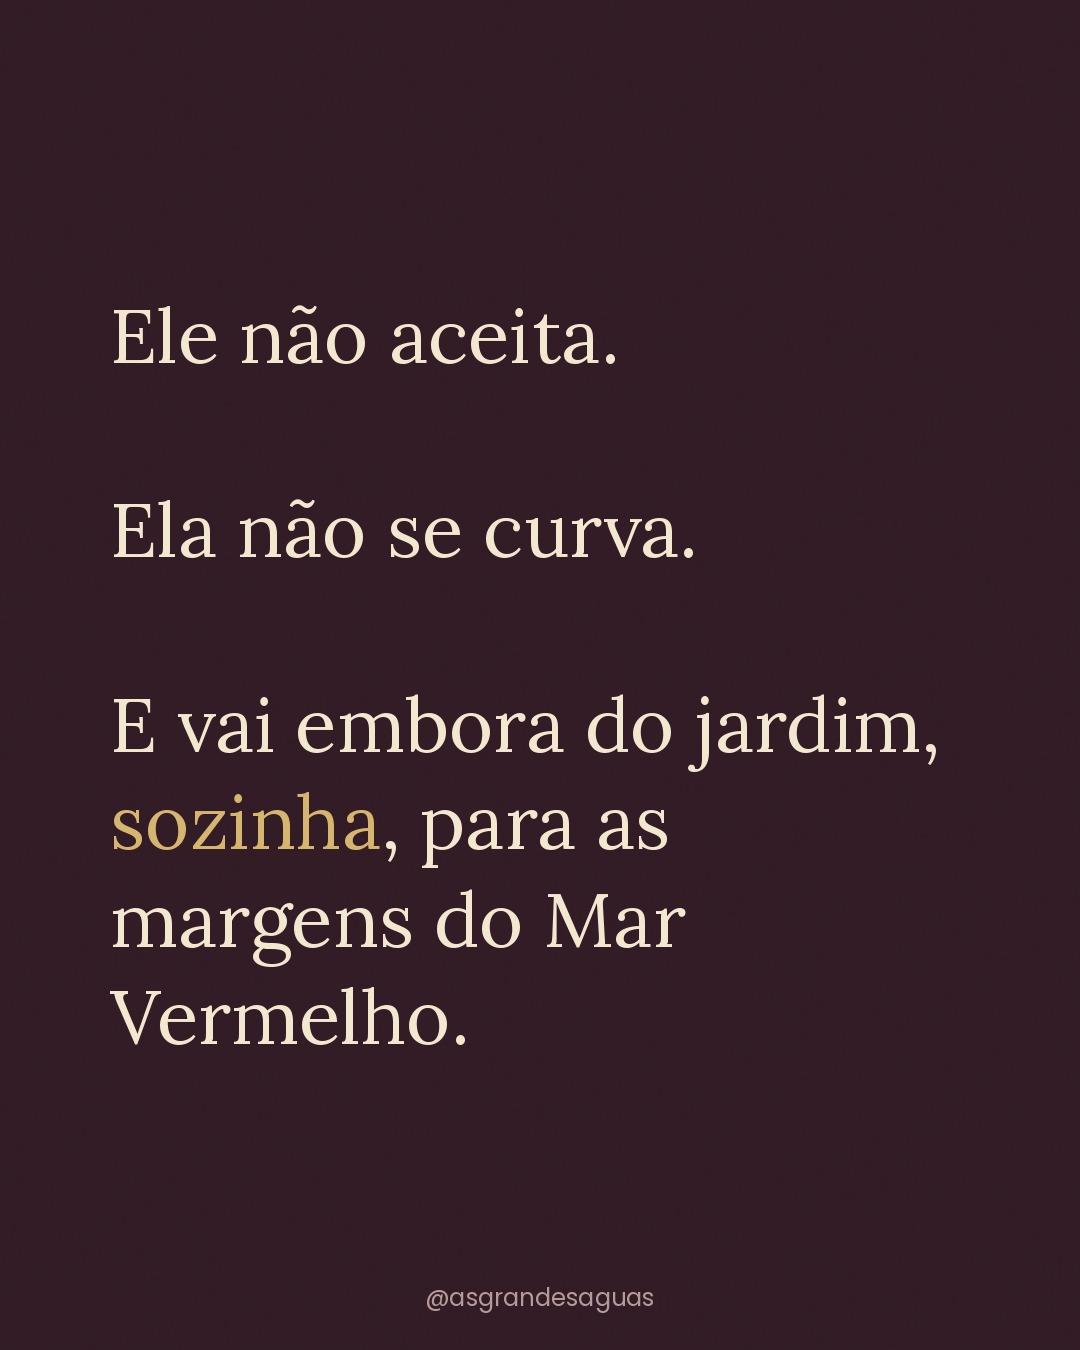 Ele não aceita.
Ela não se curva.
E vai embora do jardim,
sozinha, para as
margens do Mar
Vermelho.
@asgrandesaguas